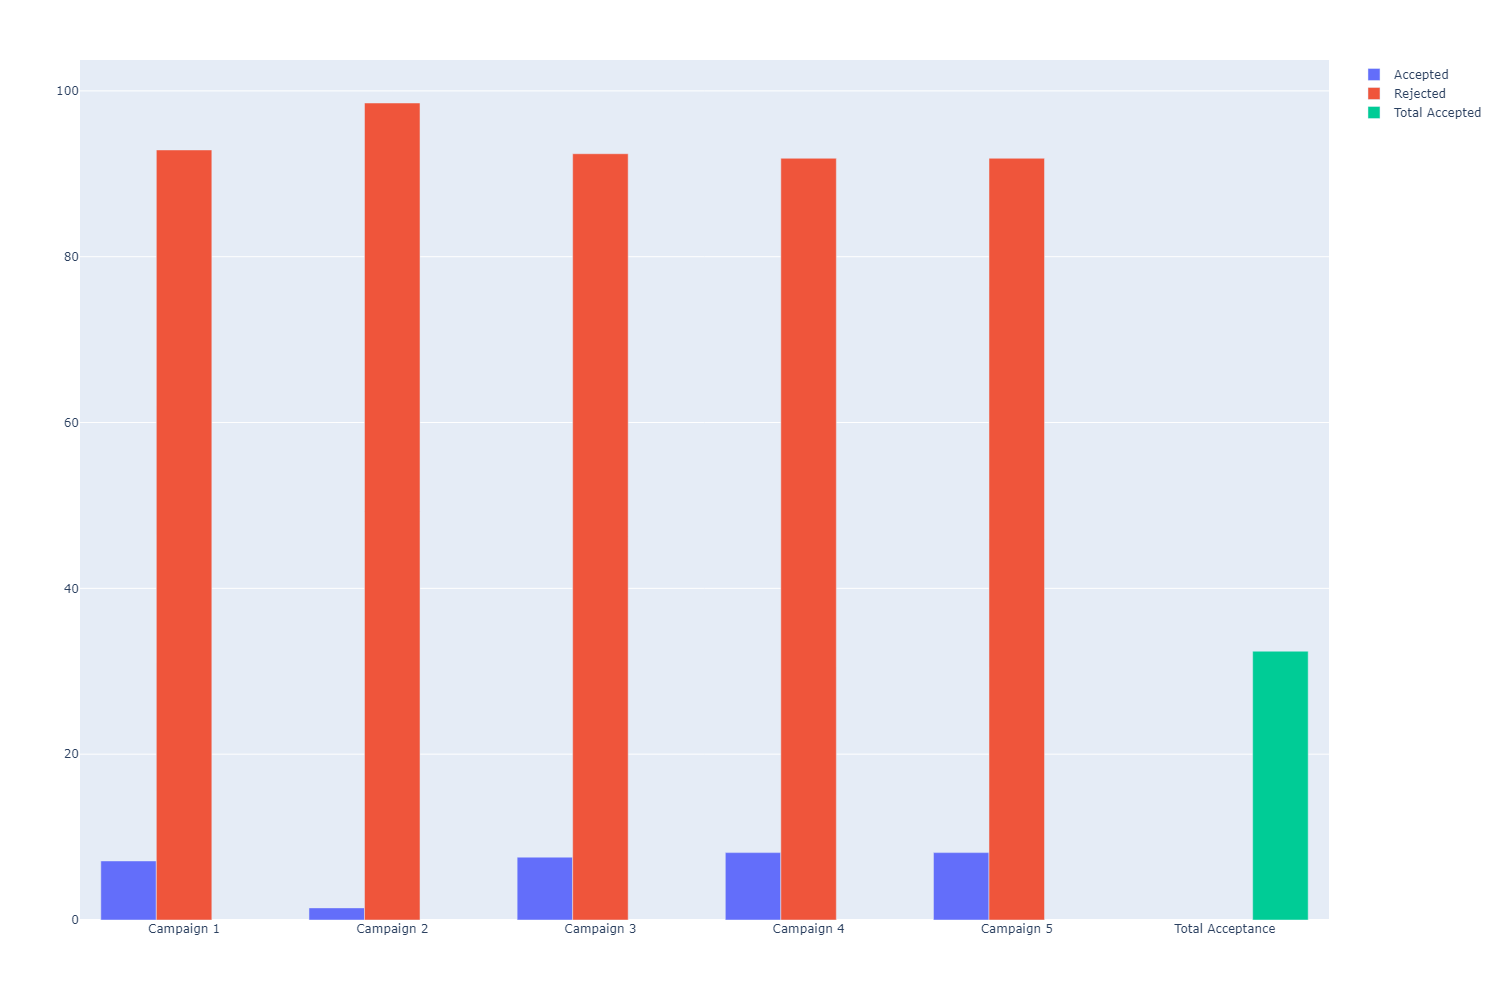 100
80
60
40
20
0
Campaign 1
Campaign 2
Campaign 3
Campaign 4
Campaign 5
Total Acceptance
Accepted
Rejected
Total Accepted